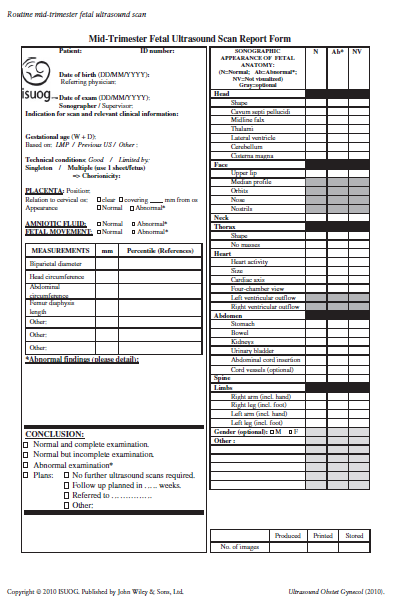 Routine mid-trimester fetal ultrasound scan
Mid-Trimester Fetal Ultrasound Scan Report Form
Patient: ID number:
isuog
Date of birth (DD/MM/YYYY):
Referring physician:
Date of exam (DD/MM/YYYY):
Sonographer / Supervisor:
Indication for scan and relevant clinical information:
Gestational age (W + D):
Based on: LMP / Previous US / Other :
Technical conditions: Good / Limited by:
Singleton / Multiple (use 1 sheet/fetus)
=> Chorionicity:
PLACENTA: Position:
Relation to cervical os: clear covering ____ mm from os
Appearance Normal Abnormal*
AMNIOTIC FLUID: Normal Abnormal*
FETAL MOVEMENT: Normal Abnormal*
MEASUREMENTS mm Percentile (References)
Biparietal diameter
Head circumference
Abdominal
circumference
Femur diaphysis
length
Other:
Other:
Other:
*Abnormal findings (please detail):
CONCLUSION:
Normal and complete examination.
Normal but incomplete examination.
Abnormal examination*
Plans: No further ultrasound scans required.
Follow up planned in ..... weeks.
Referred to ...............
Other:
SONOGRAPHIC
APPEARANCE OF FETAL
ANATOMY:
(N=Normal; Ab=Abnormal*;
NV=Not visualized)
Gray=optional
N Ab* NV
Head
Shape
Cavum septi pellucidi
Midline falx
Thalami
Lateral ventricle
Cerebellum
Cisterna magna
Face
Upper lip
Median profile
Orbits
Nose
Nostrils
Neck
Thorax
Shape
No masses
Heart
Heart activity
Size
Cardiac axis
Four-chamber view
Left ventricular outflow
Right ventricular outflow
Abdomen
Stomach
Bowel
Kidneys
Urinary bladder
Abdominal cord insertion
Cord vessels (optional)
Spine
Limbs
Right arm (incl. hand)
Right leg (incl. foot)
Left arm (incl. hand)
Left leg (incl. foot)
Gender (optional): M F
Other :
Produced Printed Stored
No. of images
Copyright © 2010 ISUOG. Published by John Wiley & Sons, Ltd.
Ultrasound Obstet Gynecol (2010).